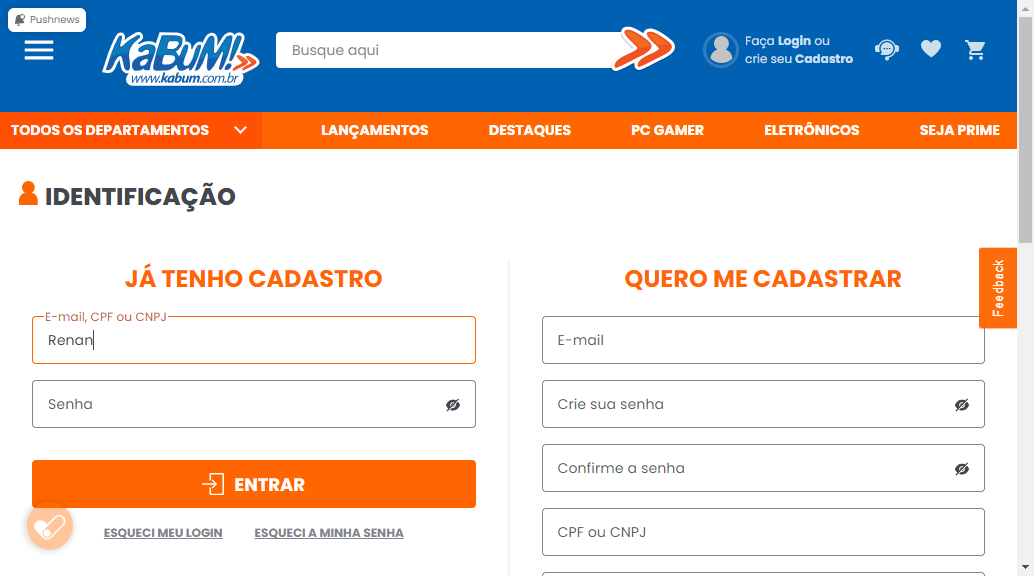 Pushnews
KaBuM!
www.kabum.com.br
Busque aqui
Faça Login ou
crie seu Cadastro
TODOS OS DEPARTAMENTOS
LANÇAMENTOS
DESTAQUES
PC GAMER
ELETRÔNICOS
SEJA PRIME
IDENTIFICAÇÃO
JÁ TENHO CADASTRO
E-mail, CPF ou CNPJ
Renan
Senha
ENTRAR
ESQUECI MEU LOGIN
ESQUECI A MINHA SENHA
QUERO ME CADASTRAR
E-mail
Crie sua senha
Confirme a senha
CPF ou CNPJ
Feedback